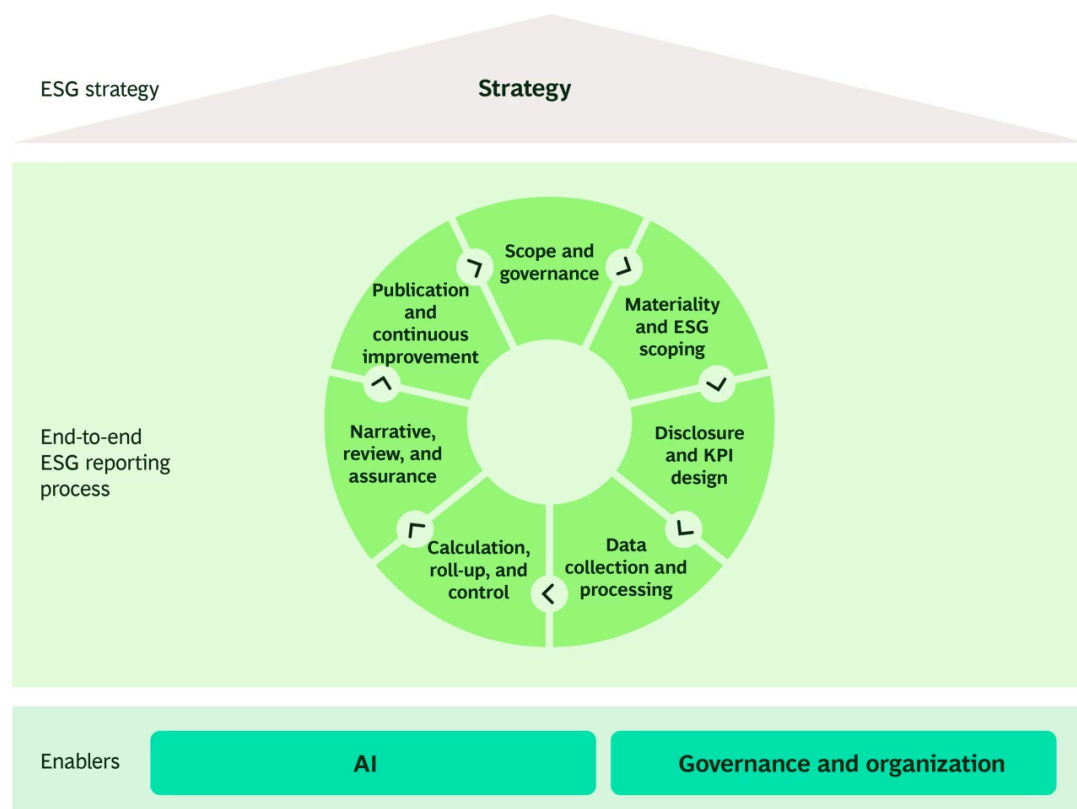 ESG strategy
Strategy
End-to-end
ESG reporting
process
Scope and
governance
Materiality
and ESG
scoping
Disclosure
and KPI
design
Data
collection and
processing
Calculation,
roll-up, and
control
Narrative,
review, and
assurance
Publication
and
continuous
improvement
Enablers
AI
Governance and organization